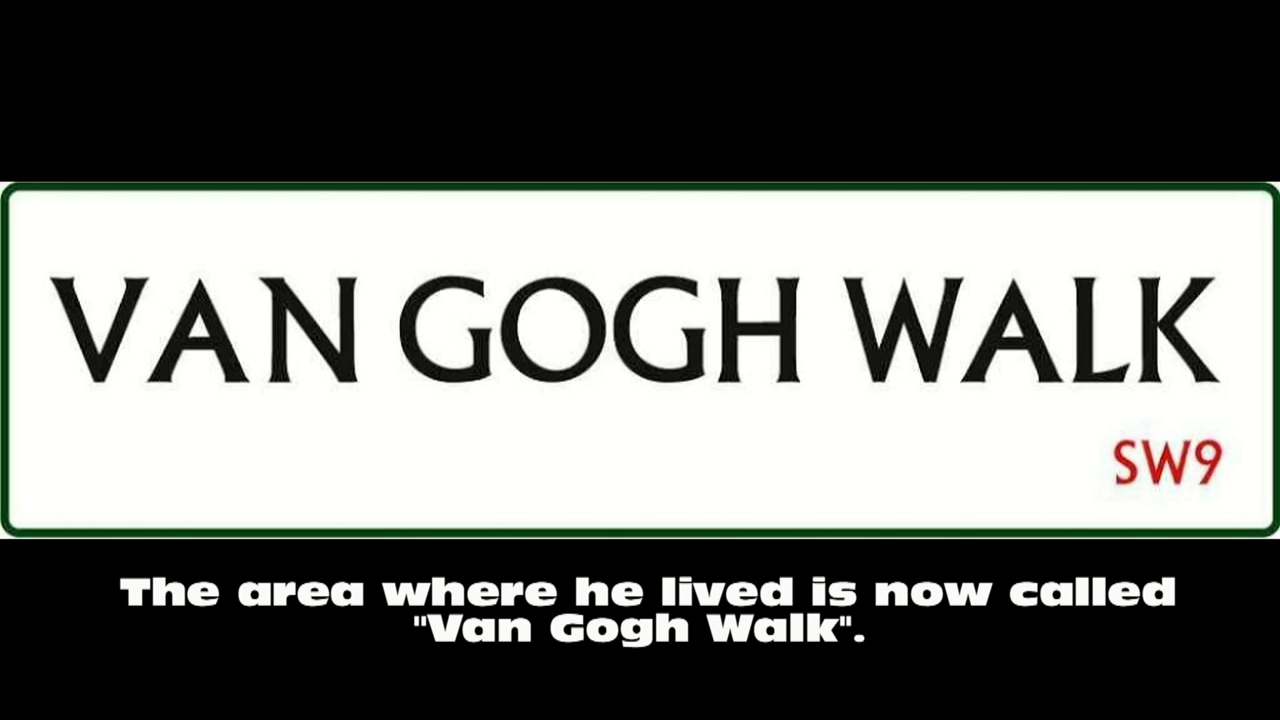 VAN GOGH WALK
SW9
The area where he lived is now called
"Van Gogh Walk".